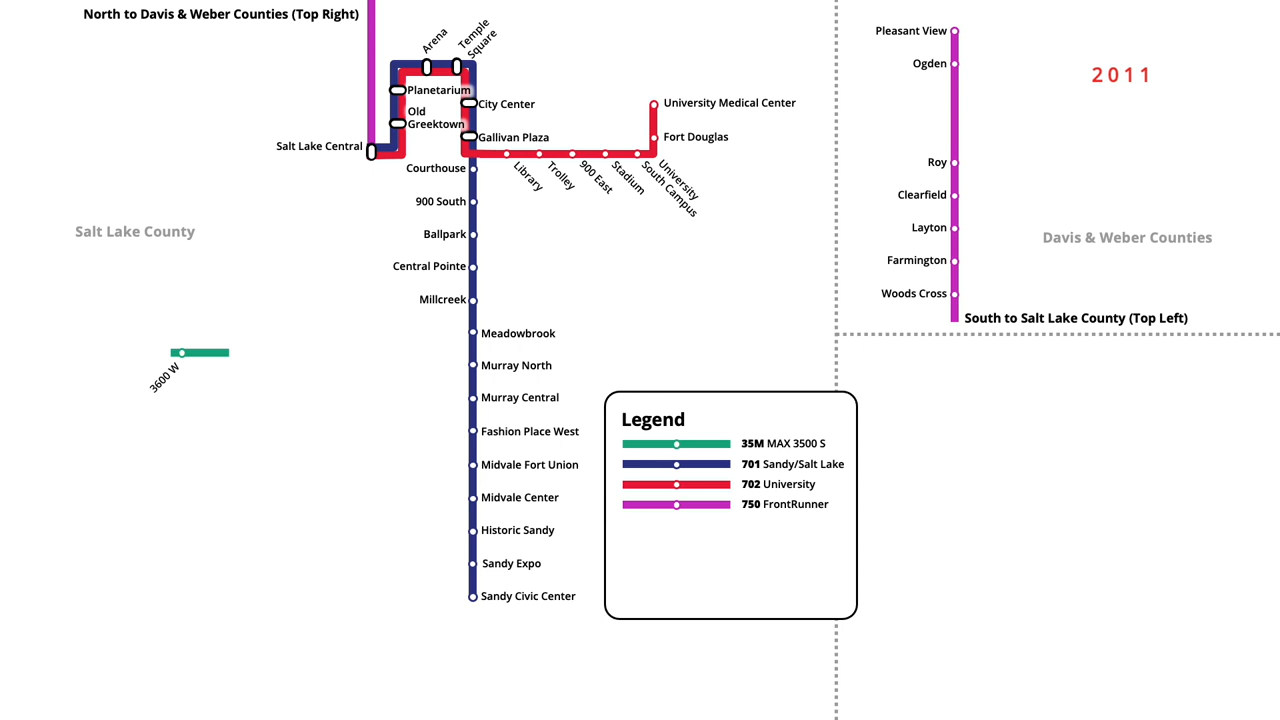 North to Davis & Weber Counties (Top Right)
Arena
Temple
Square
Planetarium
Old
Greektown
City Center
Gallivan Plaza
Salt Lake Central
University Medical Center
Fort Douglas
Library
Trolley
900 East
Stadium
University
South Campus
Courthouse
900 South
Ballpark
Central Pointe
Millcreek
Meadowbrook
Murray North
Murray Central
Fashion Place West
Midvale Fort Union
Midvale Center
Historic Sandy
Sandy Expo
Sandy Civic Center
Salt Lake County
3600 W
Pleasant View
Ogden
Roy
Clearfield
Layton
Farmington
Woods Cross
2011
Davis & Weber Counties
South to Salt Lake County (Top Left)
Legend
35M MAX 3500 S
701 Sandy/Salt Lake
702 University
750 FrontRunner